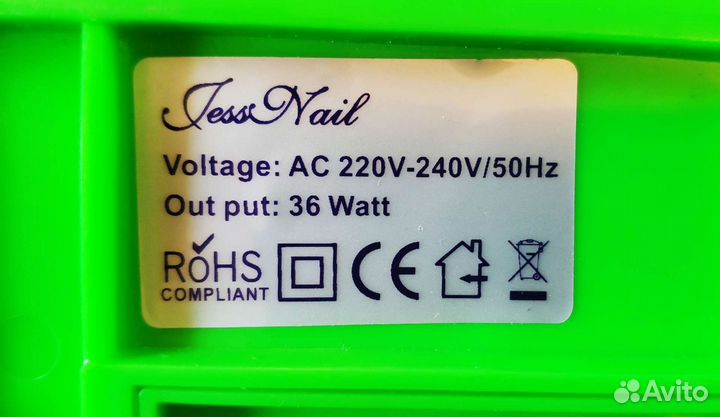 JessNail
Voltage: AC 220V-240V/50Hz
Out put: 36 Watt
RoHS
COMPLIANT
CE
Avito